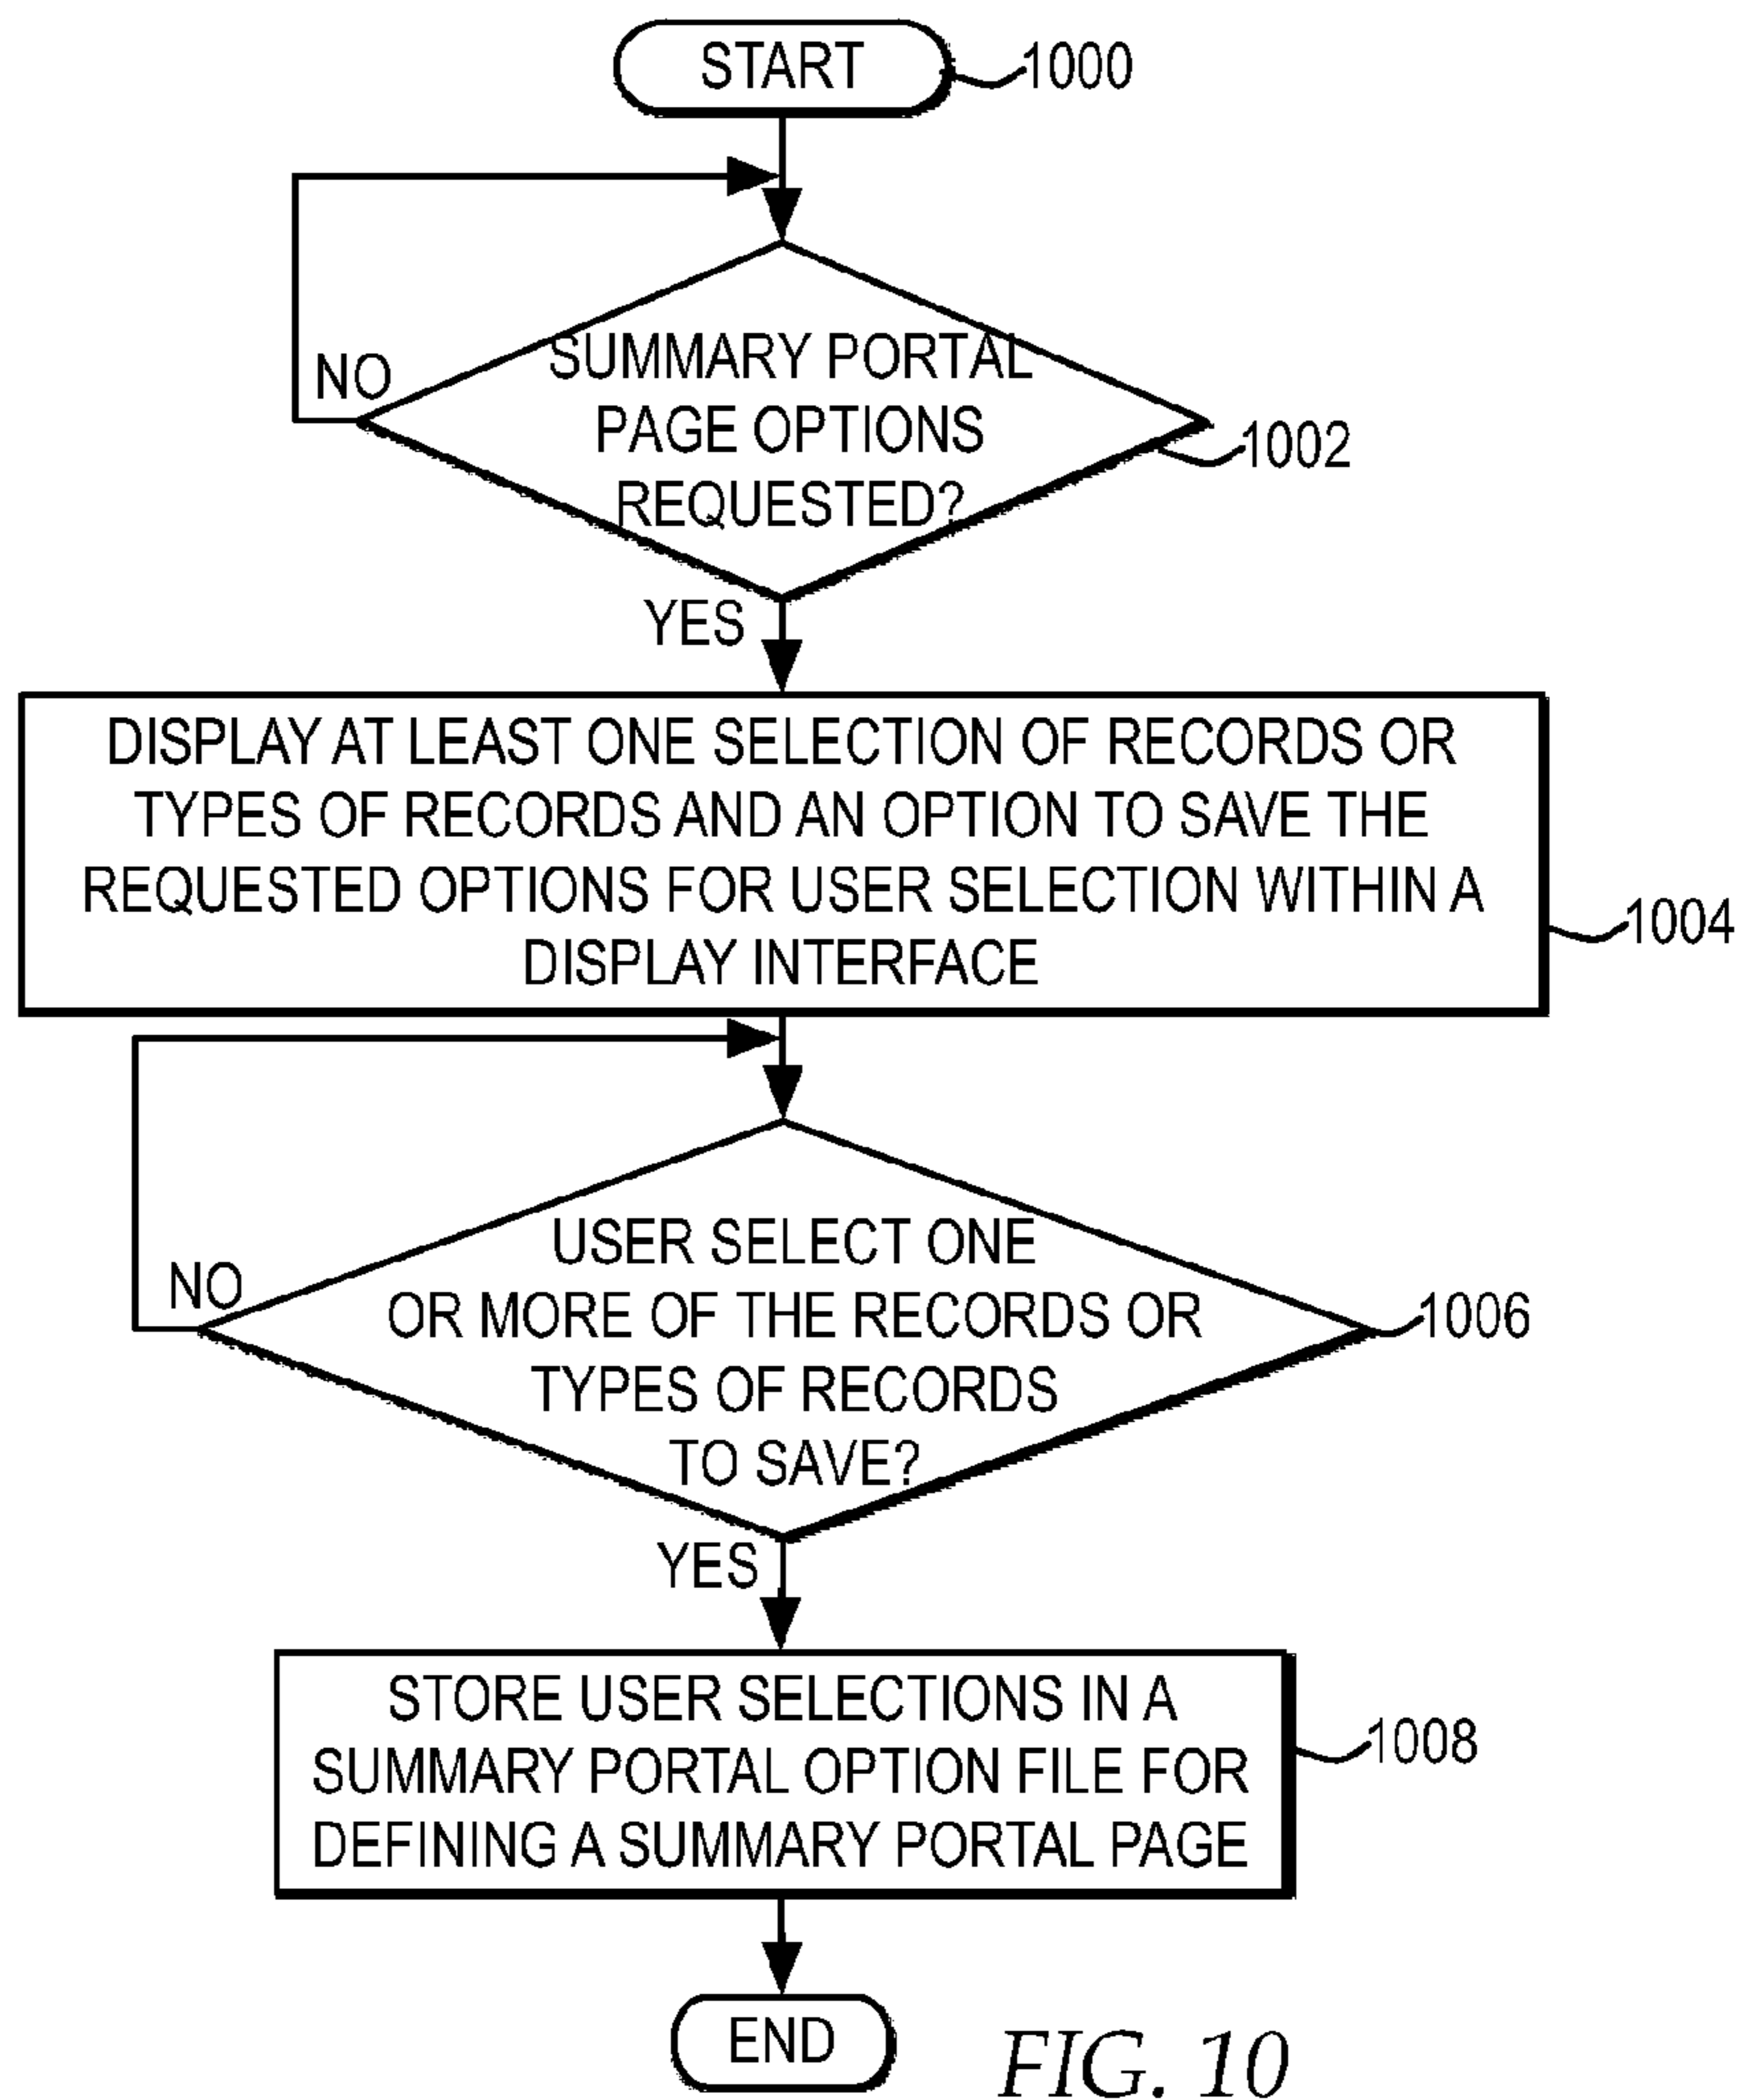 START
1000
SUMMARY PORTAL
PAGE OPTIONS
REQUESTED?
1002
NO
YES
DISPLAY AT LEAST ONE SELECTION OF RECORDS OR
TYPES OF RECORDS AND AN OPTION TO SAVE THE
REQUESTED OPTIONS FOR USER SELECTION WITHIN A
DISPLAY INTERFACE
1004
USER SELECT ONE
OR MORE OF THE RECORDS OR
TYPES OF RECORDS
TO SAVE?
1006
NO
YES
STORE USER SELECTIONS IN A
SUMMARY PORTAL OPTION FILE FOR
DEFINING A SUMMARY PORTAL PAGE
1008
END
FIG. 10